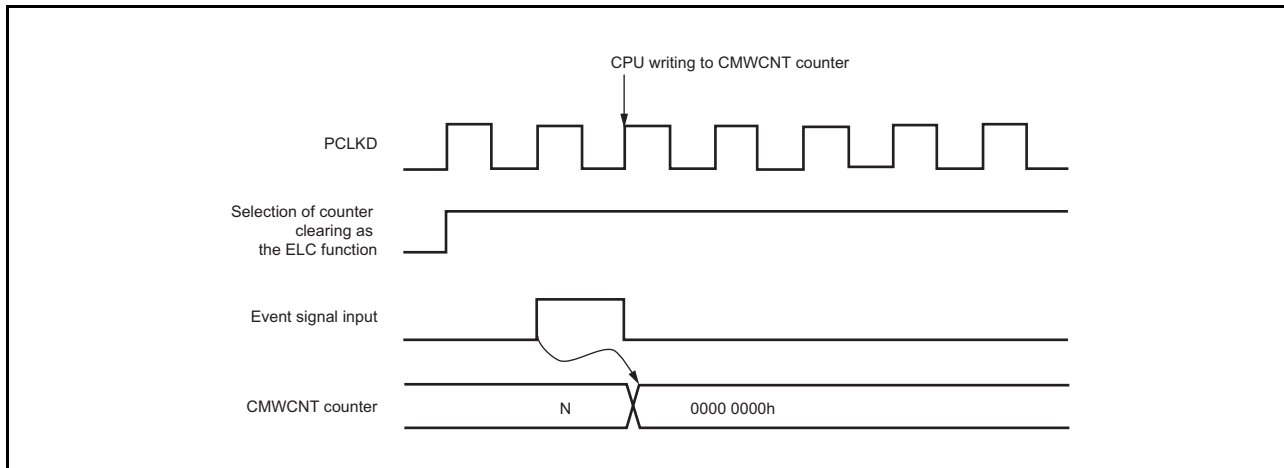 CPU writing to CMWCNT counter
PCLKD
Selection of counter
clearing as
the ELC function
Event signal input
CMWCNT counter
N
0000 0000h